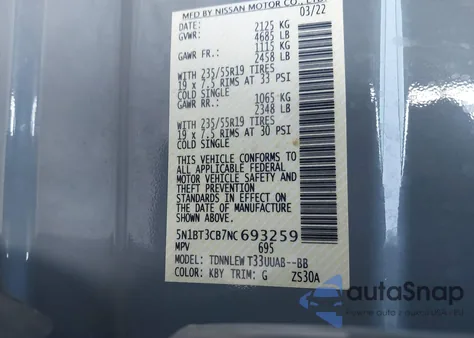 MFD BY NISSAN MOTOR CO., LTD.
DATE: 03/22
GVWR: 2125 KG
4685 LB
GAWR FR.: 1115 KG
2458 LB
WITH 235/55R19 TIRES
19 x 7.5 RIMS AT 33 PSI
COLD SINGLE
GAWR RR.: 1065 KG
2348 LB
WITH 235/55R19 TIRES
19 x 7.5 RIMS AT 30 PSI
COLD SINGLE
THIS VEHICLE CONFORMS TO
ALL APPLICABLE FEDERAL
MOTOR VEHICLE SAFETY AND
THEFT PREVENTION
STANDARDS IN EFFECT ON
THE DATE OF MANUFACTURE
SHOWN ABOVE.
5N1BT3CB7NC693259
MPV 695
MODEL: TDNNLEW T33UUAB--BB
COLOR: KBY TRIM: G ZS30A
autoSnap